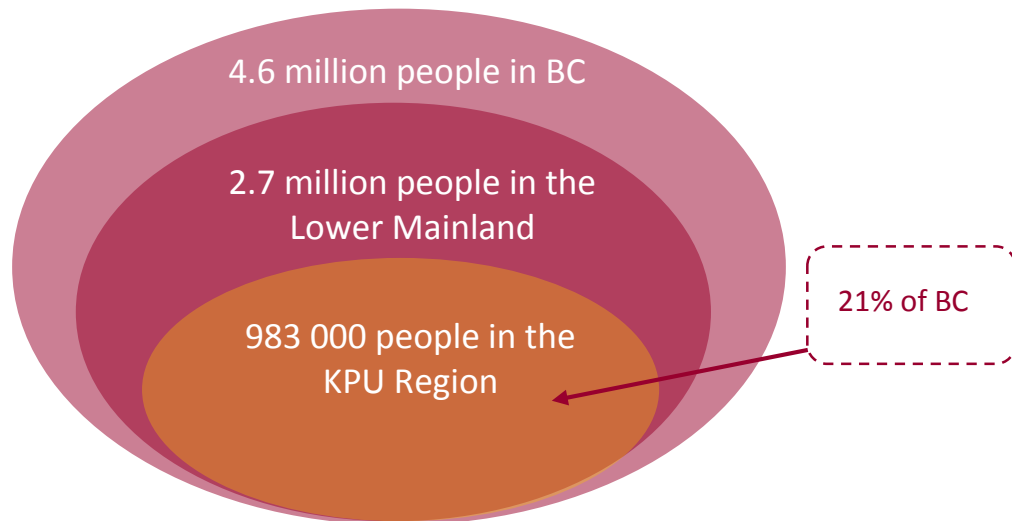 4.6 million people in BC
2.7 million people in the
Lower Mainland
983 000 people in the
KPU Region
21% of BC